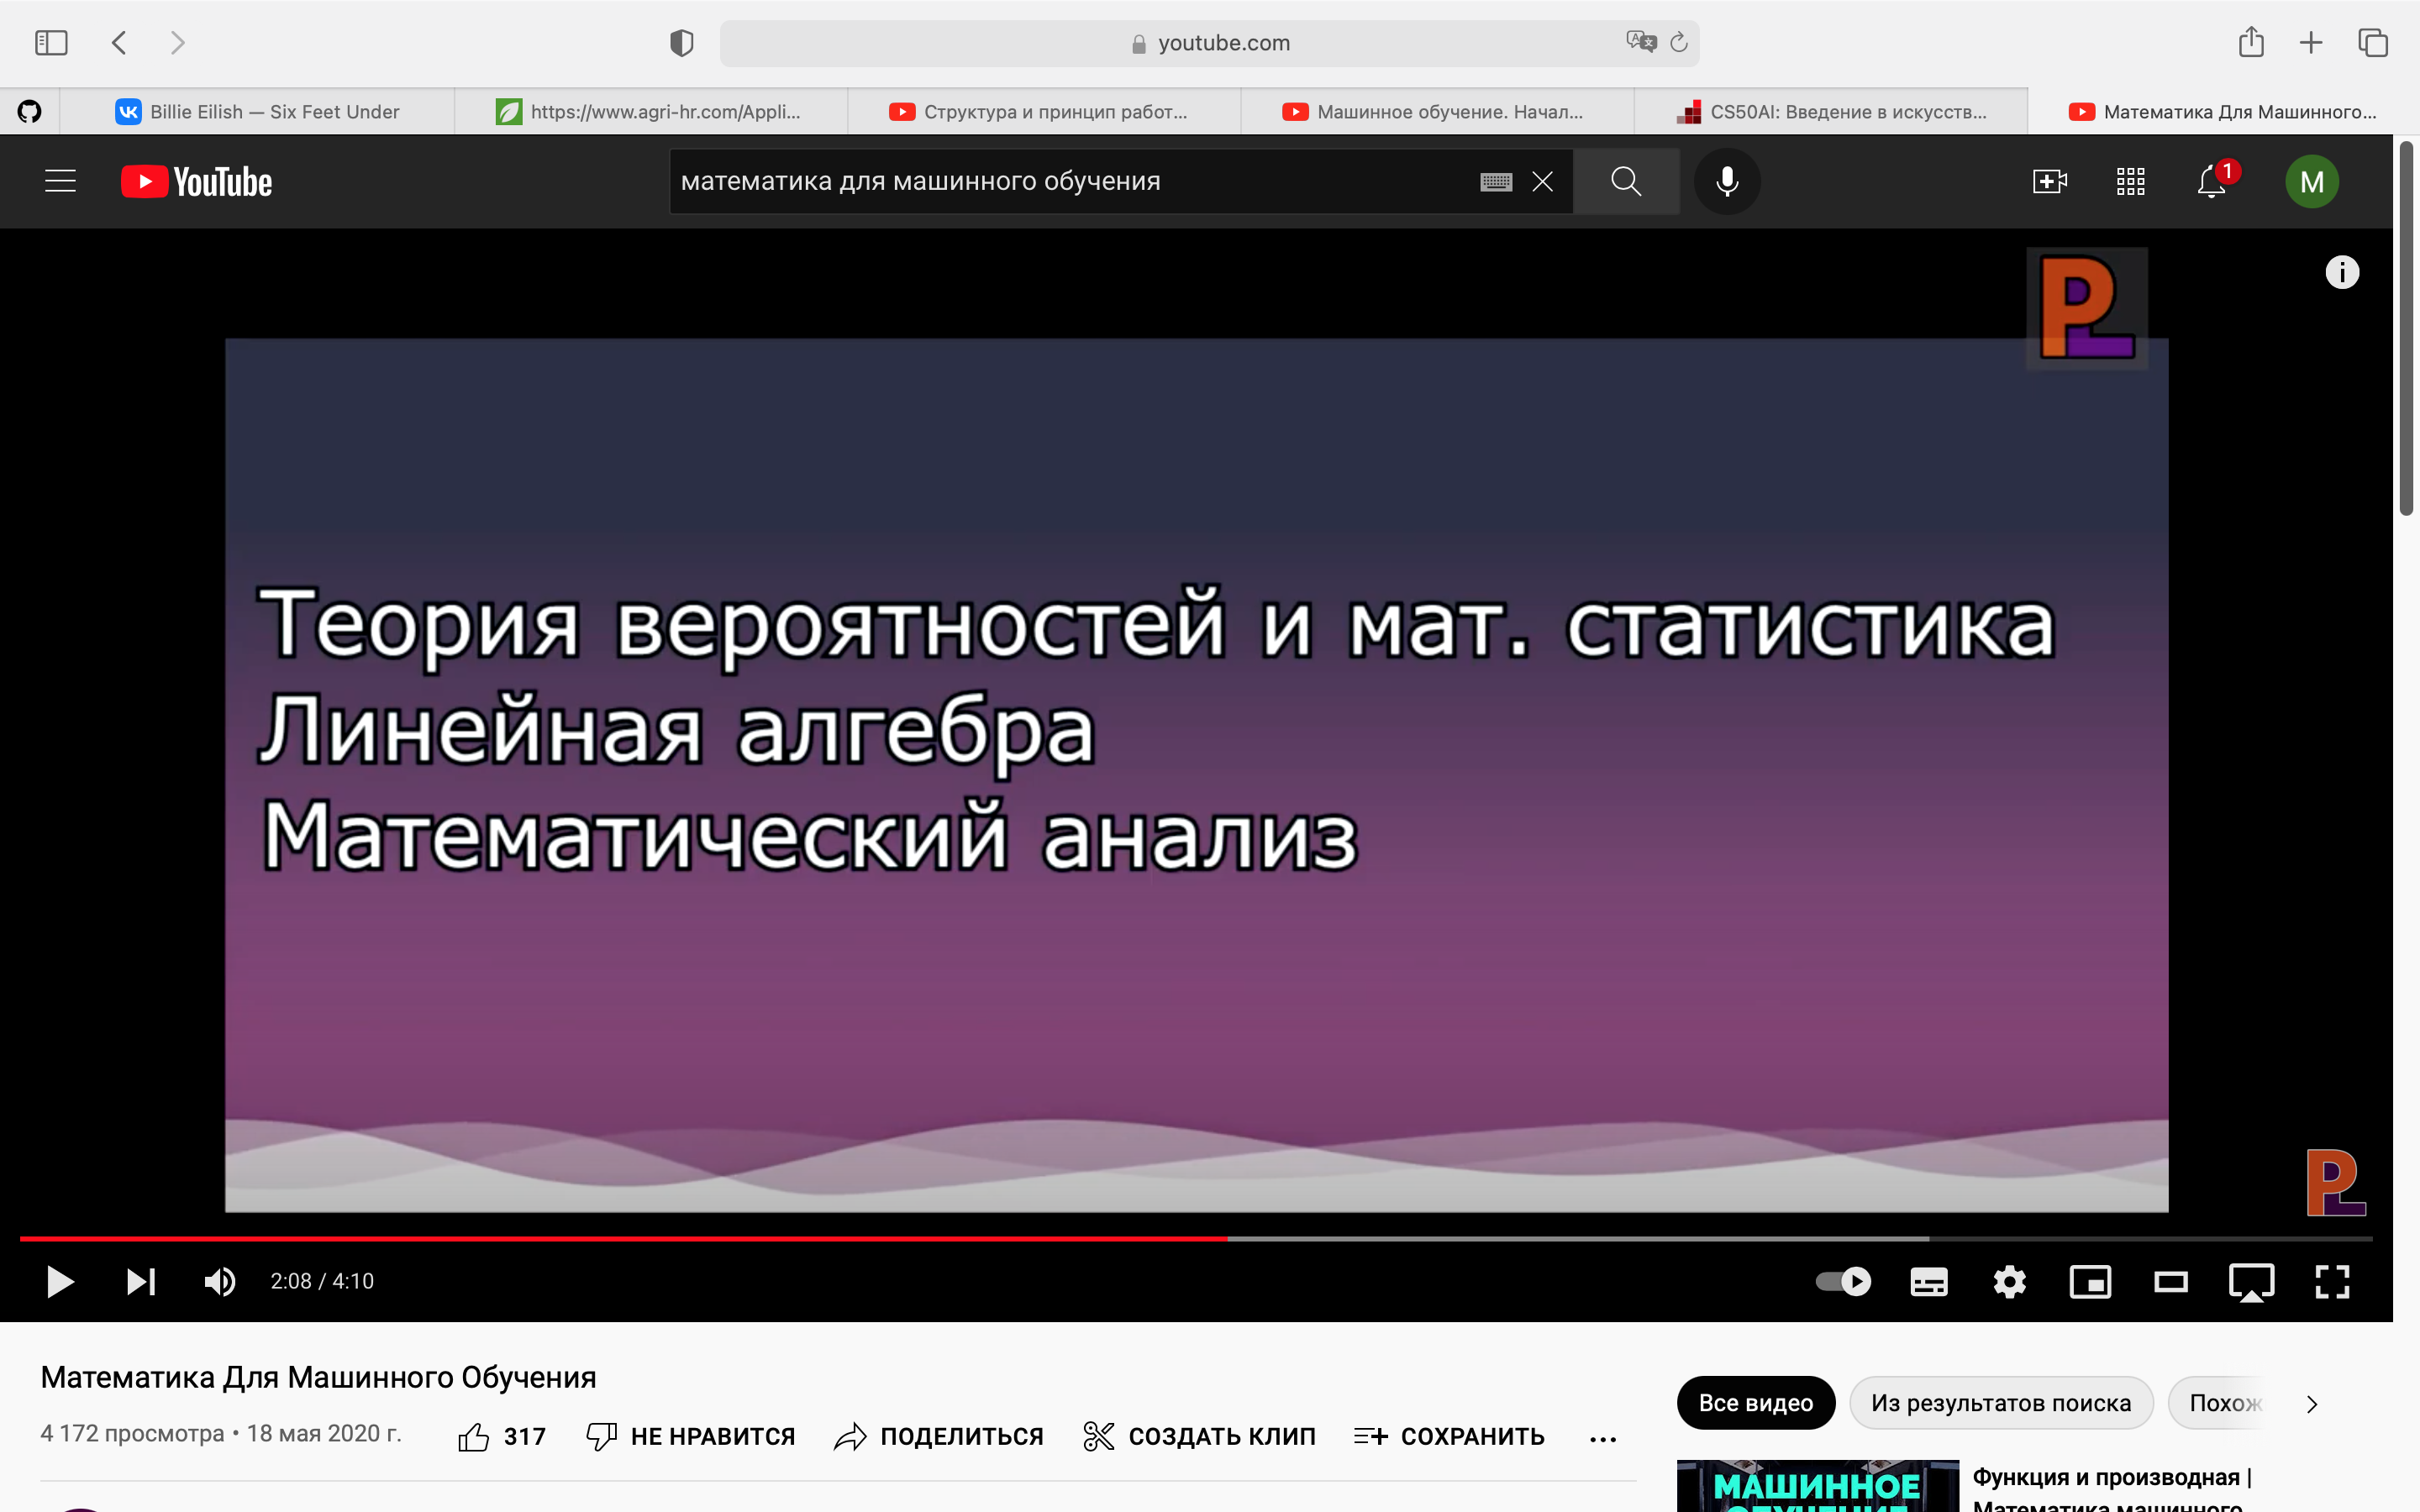 youtube.com
Billie Eilish — Six Feet Under
https://www.agri-hr.com/Appli...
Структура и принцип работ...
Машинное обучение. Начал...
CS50AI: Введение в искусств...
Математика Для Машинного...
YouTube
математика для машинного обучения
1
M
PL
Теория вероятностей и мат. статистика
Линейная алгебра
Математический анализ
PL
2:08 / 4:10
Математика Для Машинного Обучения
4 172 просмотра • 18 мая 2020 г.
317
НЕ НРАВИТСЯ
ПОДЕЛИТЬСЯ
СОЗДАТЬ КЛИП
СОХРАНИТЬ
Все видео
Из результатов поиска
Похож
МАШИННОЕ
ОБУЧЕНИЕ
Функция и производная |
Математика машинного